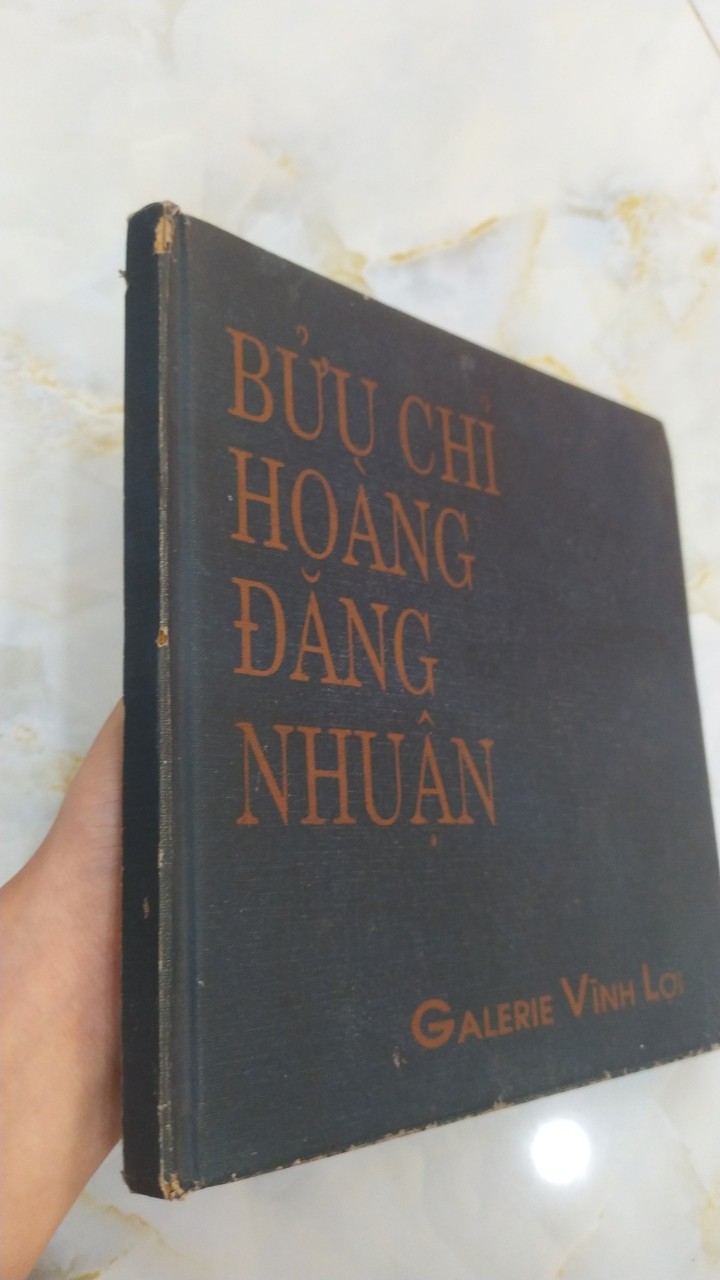 BỬU CHỈ
HOÀNG
ĐĂNG
NHUẬN
GALERIE VĨNH LỢI